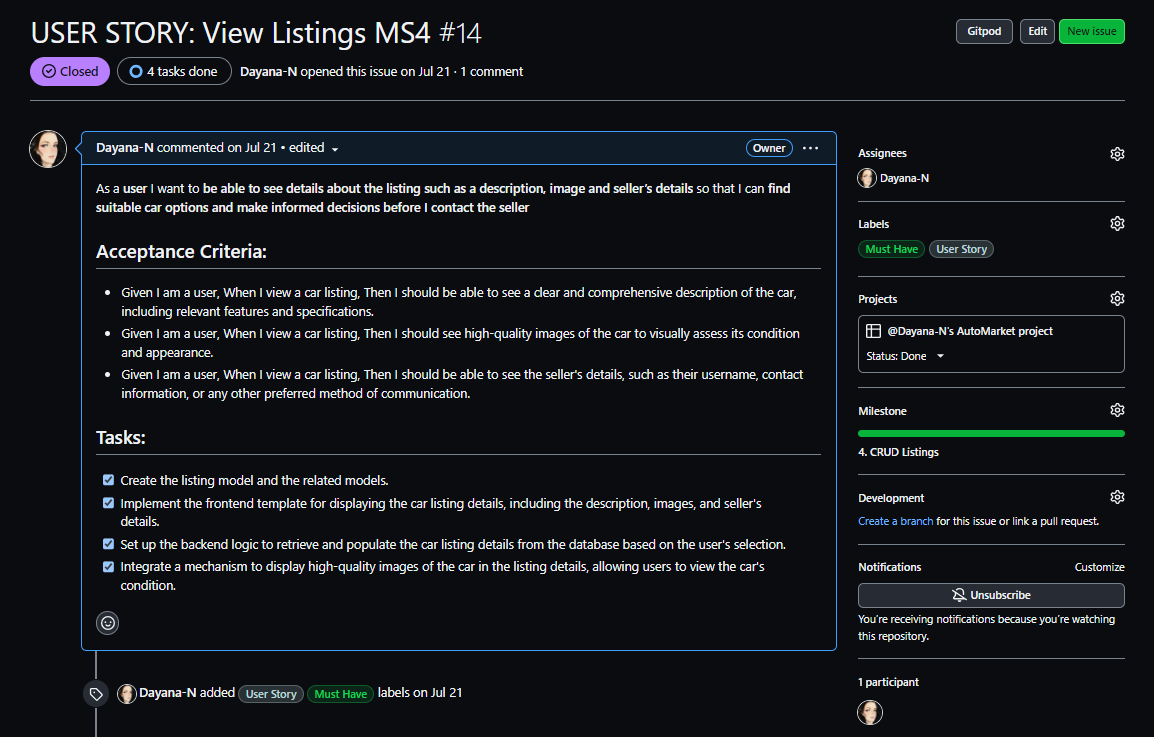 USER STORY: View Listings MS4 #14
Gitpod
Edit
New issue
Closed
4 tasks done
Dayana-N opened this issue on Jul 21 · 1 comment
Dayana-N commented on Jul 21 • edited
Owner
As a user I want to be able to see details about the listing such as a description, image and seller's details so that I can find
suitable car options and make informed decisions before I contact the seller
Acceptance Criteria:
• Given I am a user, When I view a car listing, Then I should be able to see a clear and comprehensive description of the car,
including relevant features and specifications.
• Given I am a user, When I view a car listing, Then I should see high-quality images of the car to visually assess its condition
and appearance.
• Given I am a user, When I view a car listing, Then I should be able to see the seller's details, such as their username, contact
information, or any other preferred method of communication.
Tasks:
Create the listing model and the related models.
Implement the frontend template for displaying the car listing details, including the description, images, and seller's
details.
Set up the backend logic to retrieve and populate the car listing details from the database based on the user's selection.
Integrate a mechanism to display high-quality images of the car in the listing details, allowing users to view the car's
condition.
Dayana-N added User Story Must Have labels on Jul 21
Assignees
Dayana-N
Labels
Must Have
User Story
Projects
@Dayana-N's AutoMarket project
Status: Done
Milestone
4. CRUD Listings
Development
Create a branch for this issue or link a pull request.
Notifications
Customize
Unsubscribe
You're receiving notifications because you're watching
this repository.
1 participant